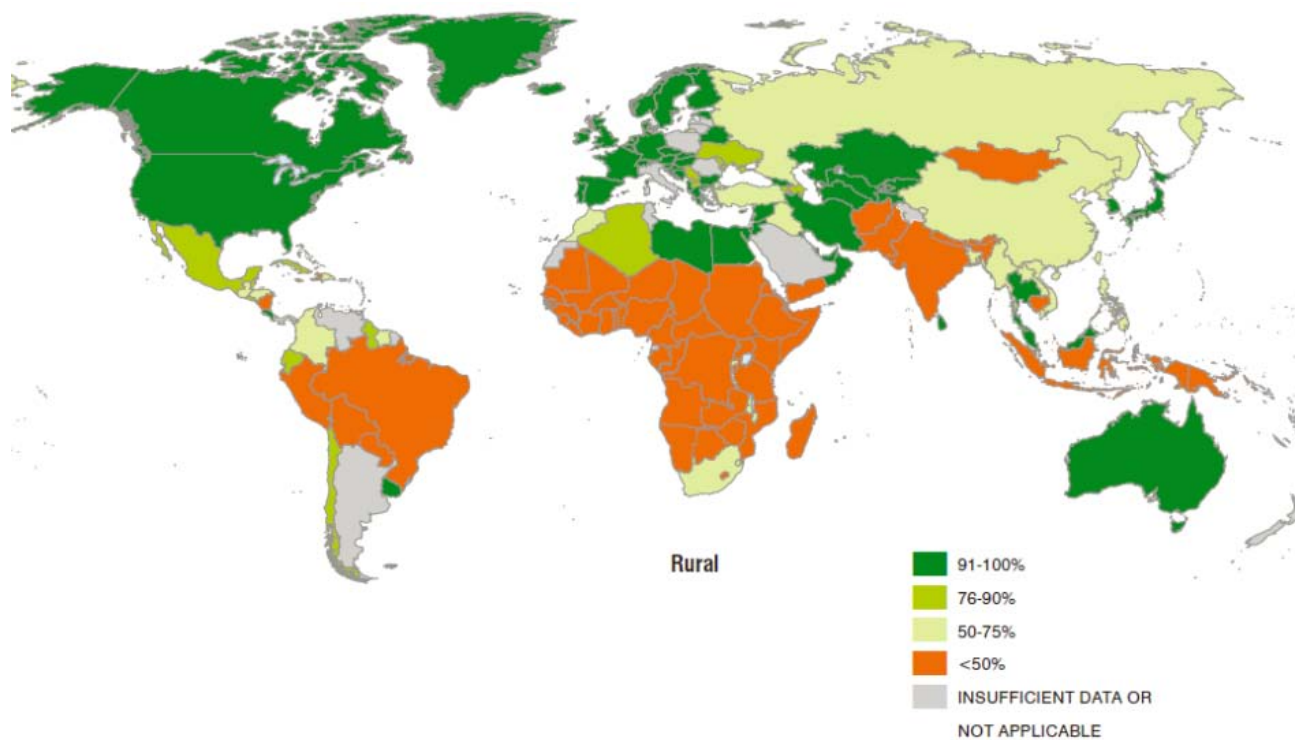 Rural
91-100%
76-90%
50-75%
<50%
INSUFFICIENT DATA OR
NOT APPLICABLE